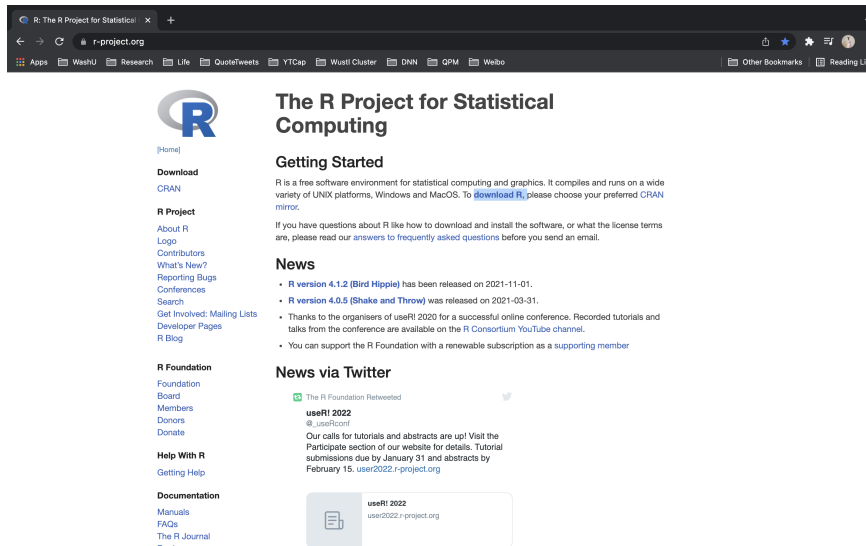 R: The R Project for Statistical
r-project.org
Apps WashU Research Life QuoteTweets YTCap Wustl Cluster DNN QPM Weibo Other Bookmarks Reading Li
R
[Home]
Download
CRAN
R Project
About R
Logo
Contributors
What's New?
Reporting Bugs
Conferences
Search
Get Involved: Mailing Lists
Developer Pages
R Blog
R Foundation
Foundation
Board
Members
Donors
Donate
Help With R
Getting Help
Documentation
Manuals
FAQs
The R Journal
The R Project for Statistical
Computing
Getting Started
R is a free software environment for statistical computing and graphics. It compiles and runs on a wide
variety of UNIX platforms, Windows and MacOS. To download R, please choose your preferred CRAN
mirror.
If you have questions about R like how to download and install the software, or what the license terms
are, please read our answers to frequently asked questions before you send an email.
News
• R version 4.1.2 (Bird Hippie) has been released on 2021-11-01.
• R version 4.0.5 (Shake and Throw) was released on 2021-03-31.
• Thanks to the organisers of useR! 2020 for a successful online conference. Recorded tutorials and
talks from the conference are available on the R Consortium YouTube channel.
• You can support the R Foundation with a renewable subscription as a supporting member
News via Twitter
The R Foundation Retweeted
useR! 2022
@_useRconf
Our calls for tutorials and abstracts are up! Visit the
Participate section of our website for details. Tutorial
submissions due by January 31 and abstracts by
February 15. user2022.r-project.org
useR! 2022
user2022.r-project.org